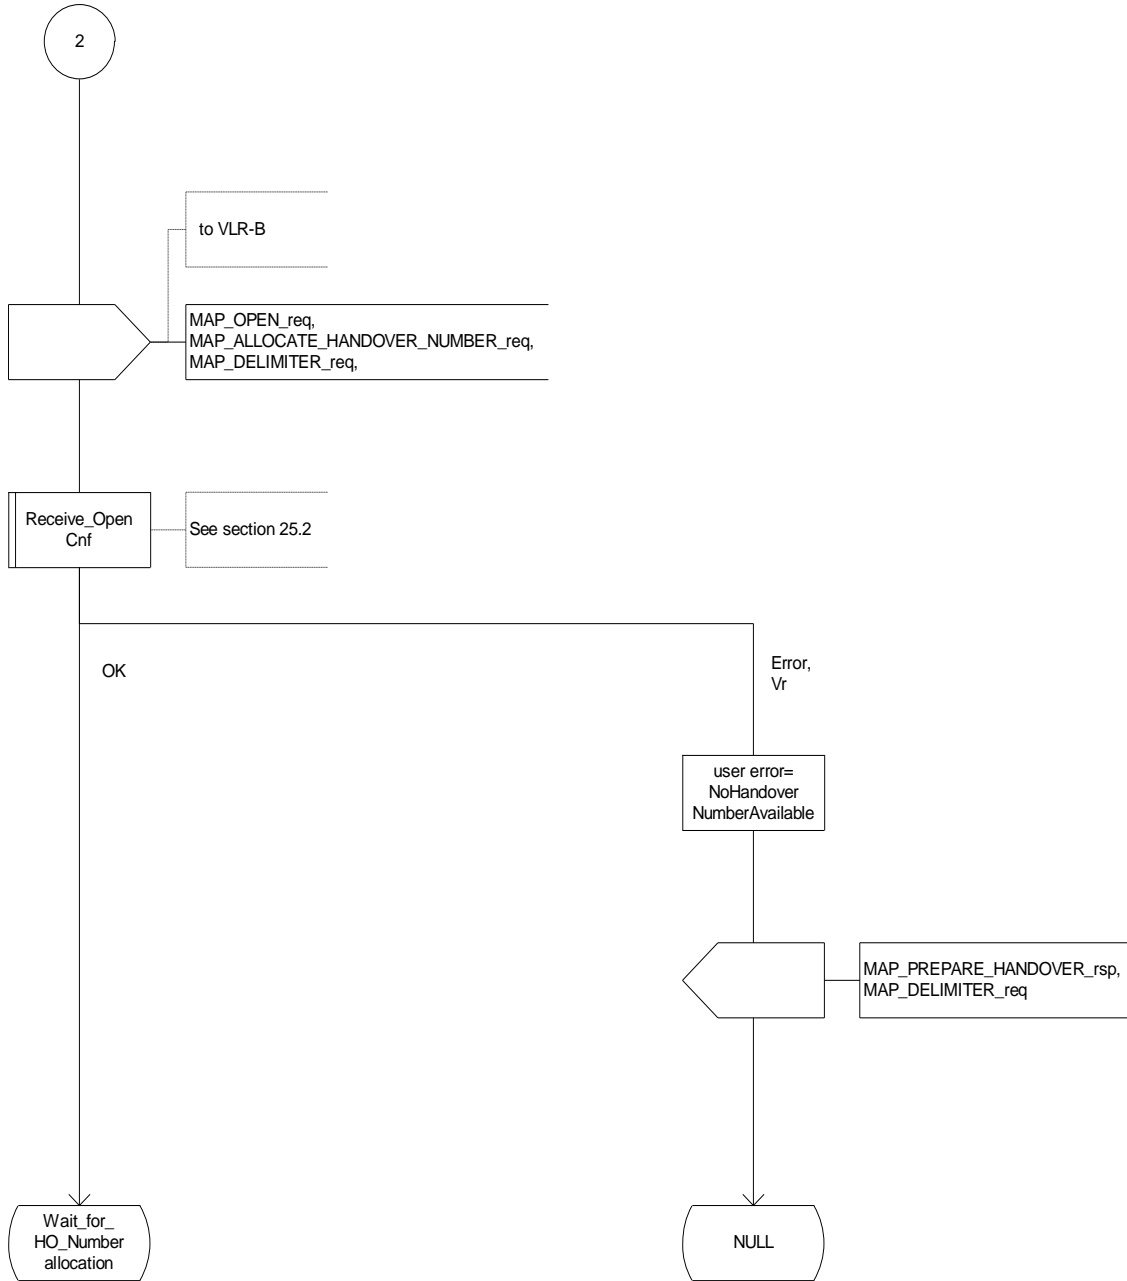 2
to VLR-B
MAP_OPEN_req,
MAP_ALLOCATE_HANDOVER_NUMBER_req,
MAP_DELIMITER_req,
Receive_Open
Cnf
See section 25.2
OK
Error,
Vr
user error=
NoHandover
NumberAvailable
MAP_PREPARE_HANDOVER_rsp,
MAP_DELIMITER_req
Wait_for_
HO_Number
allocation
NULL